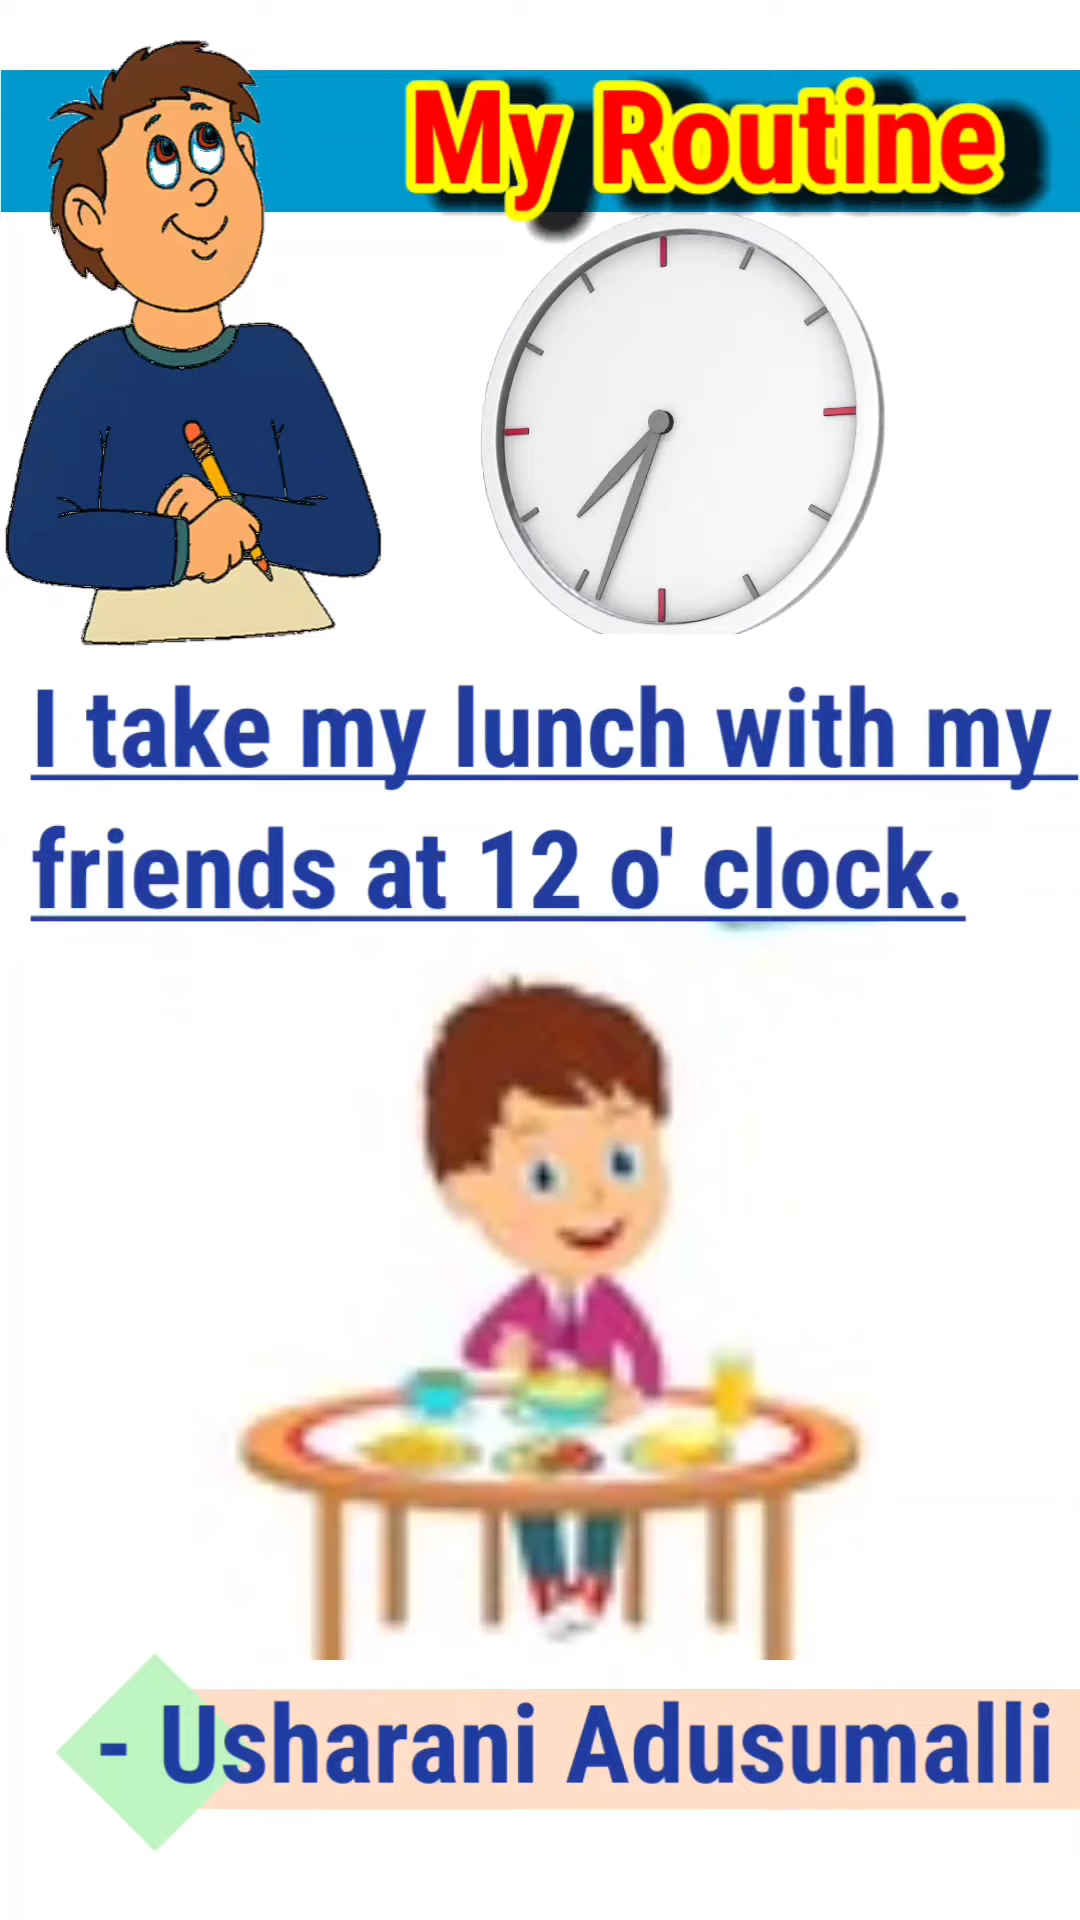 My Routine
I take my lunch with my
friends at 12 o' clock.
- Usharani Adusumalli